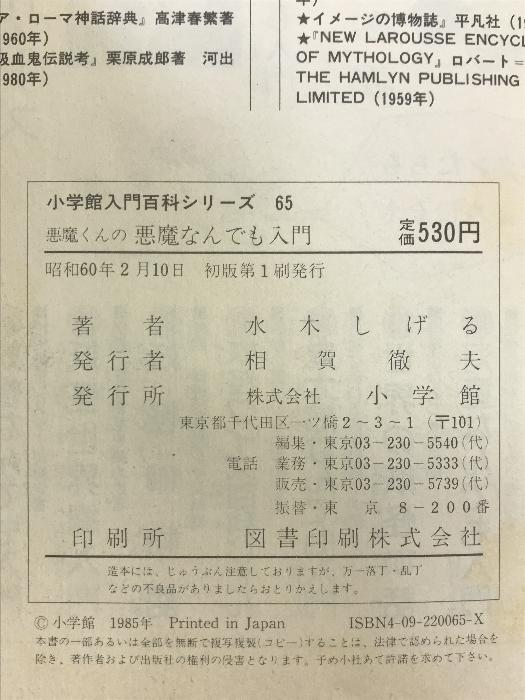 ア・ローマ神話辞典』高津春繁著
960年）
吸血鬼伝説考』栗原成郎著　河出
980年）
★イメージの博物誌』平凡社（19
★『NEW LAROUSSE ENCYCL
OF MYTHOLOGY』ロバート＝
THE HAMLYN PUBLISHING
LIMITED（1959年）
小学館入門百科シリーズ　65
悪魔くんの 悪魔なんでも入門　定価530円
昭和60年2月10日　初版第1刷発行
著者　水木しげる
発行者　相賀徹夫
発行所　株式会社　小学館
東京都千代田区一ツ橋2～3～1（〒101）
編集・東京03－230－5540（代）
電話　業務・東京03－230－5333（代）
販売・東京03－230－5739（代）
振替・東　京　8－200番
印刷所　図書印刷株式会社
造本には、じゅうぶん注意しておりますが、万一落丁・乱丁
などの不良品がありましたらおとりかえします。
© 小学館　1985年　Printed in Japan　ISBN4-09-220065-X
本書の一部あるいは全部を無断で複写複製（コピー）することは、法律で認められた場合を
除き、著作者および出版社の権利の侵害となります。予め小社あて許諾を求めて下さい。